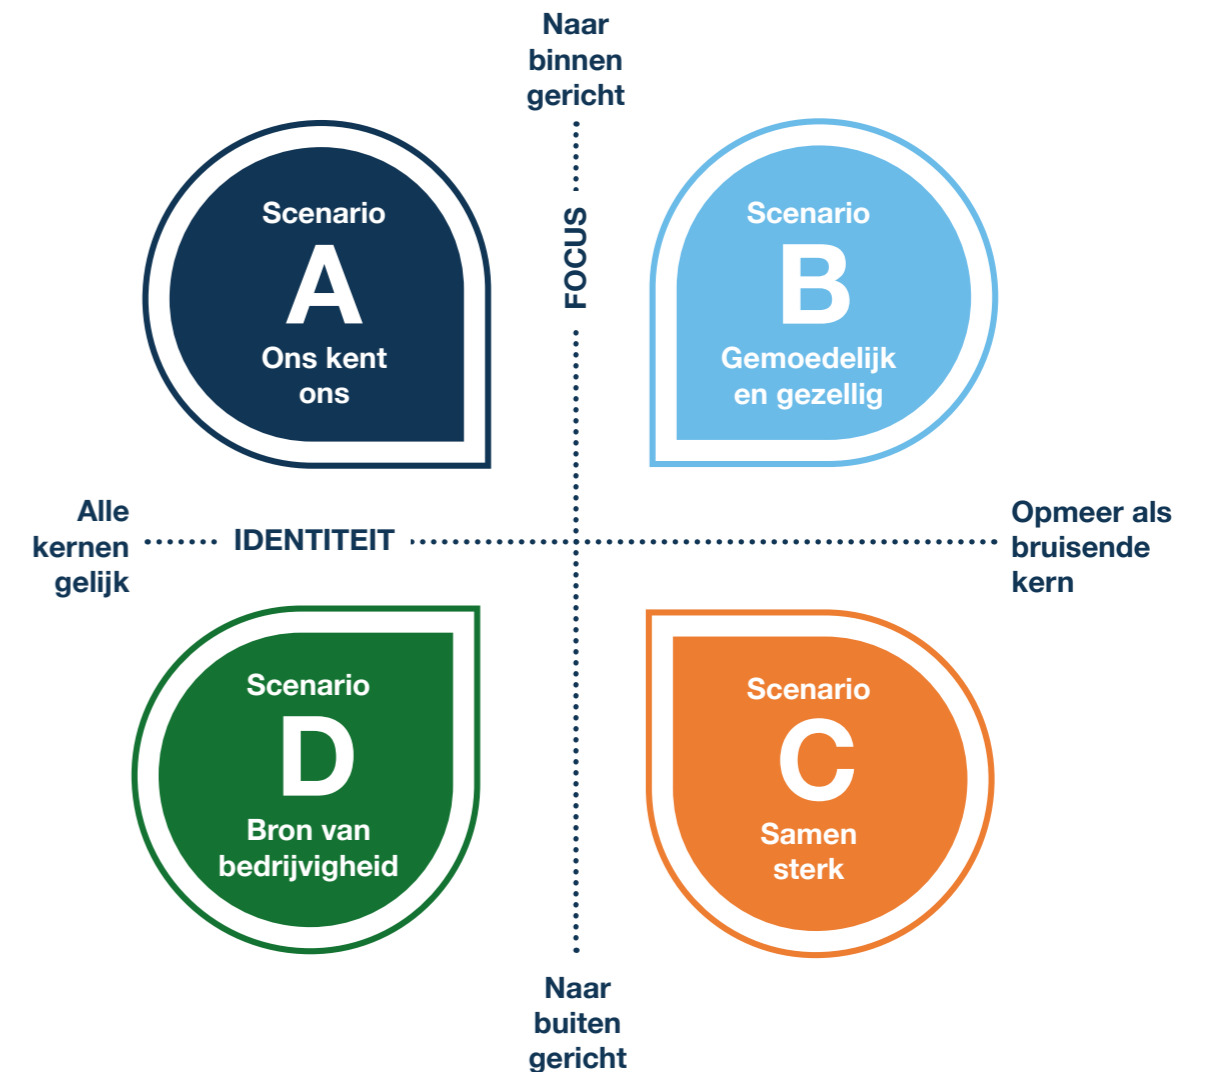 Naar
binnen
gericht
Scenario
A
Ons kent
ons
FOCUS
Scenario
B
Gemoedelijk
en gezellig
Alle
kernen
gelijk
IDENTITEIT
Opmeer als
bruisende
kern
Scenario
D
Bron van
bedrijvigheid
Scenario
C
Samen
sterk
Naar
buiten
gericht